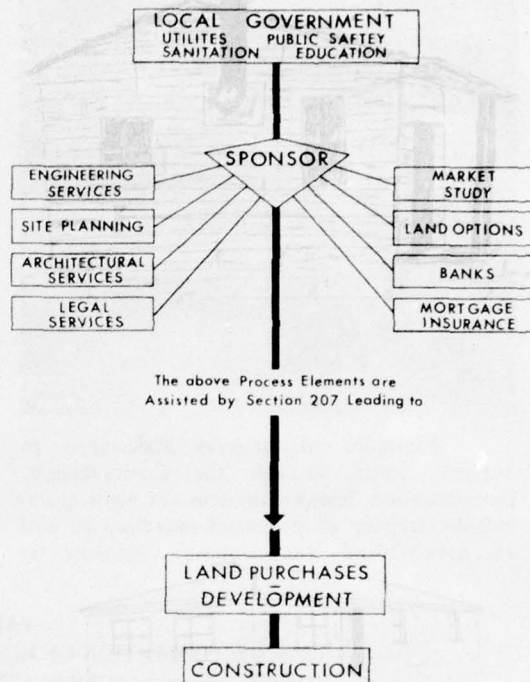 LOCAL GOVERNMENT
UTILITES PUBLIC SAFTEY
SANITATION EDUCATION
SPONSOR
ENGINEERING
SERVICES
SITE PLANNING
ARCHITECTURAL
SERVICES
LEGAL
SERVICES
MARKET
STUDY
LAND OPTIONS
BANKS
MORTGAGE
INSURANCE
The above Process Elements are
Assisted by Section 207 Leading to
LAND PURCHASES
–
DEVELOPMENT
CONSTRUCTION